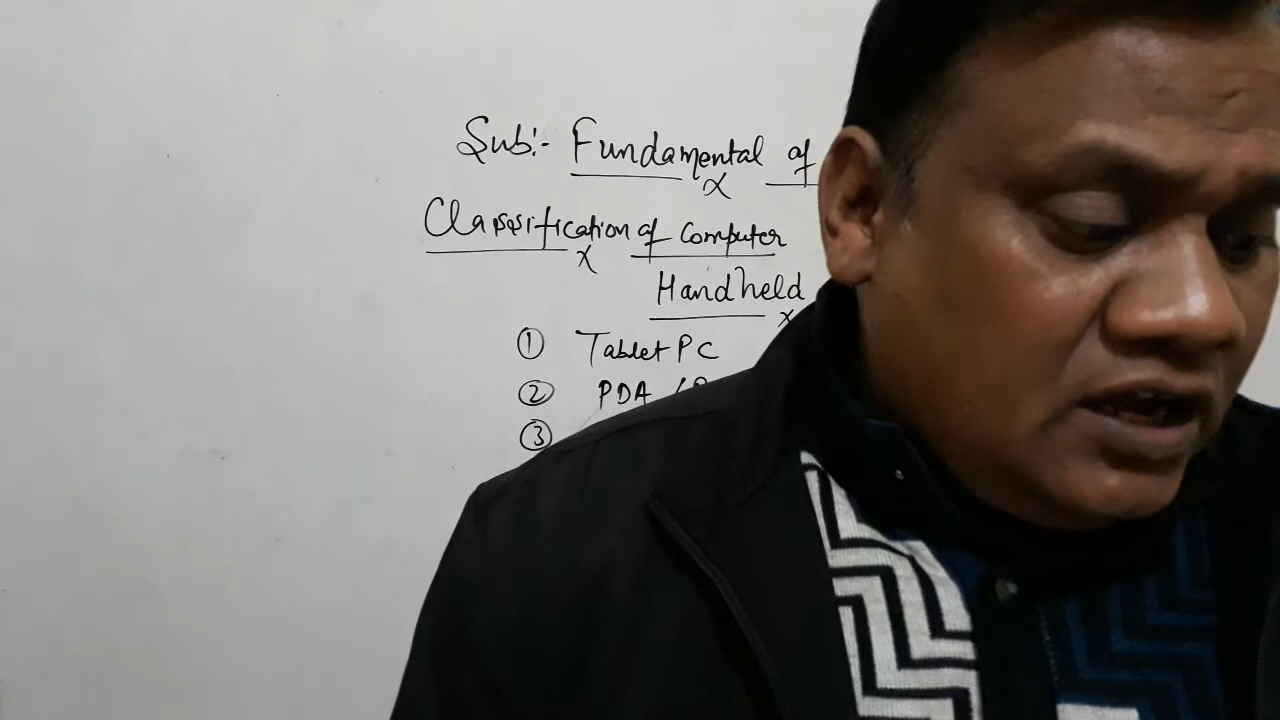 Sub:- Fundamental of
Classification of Computer
Handheld
① Tablet PC
② PDA /
③